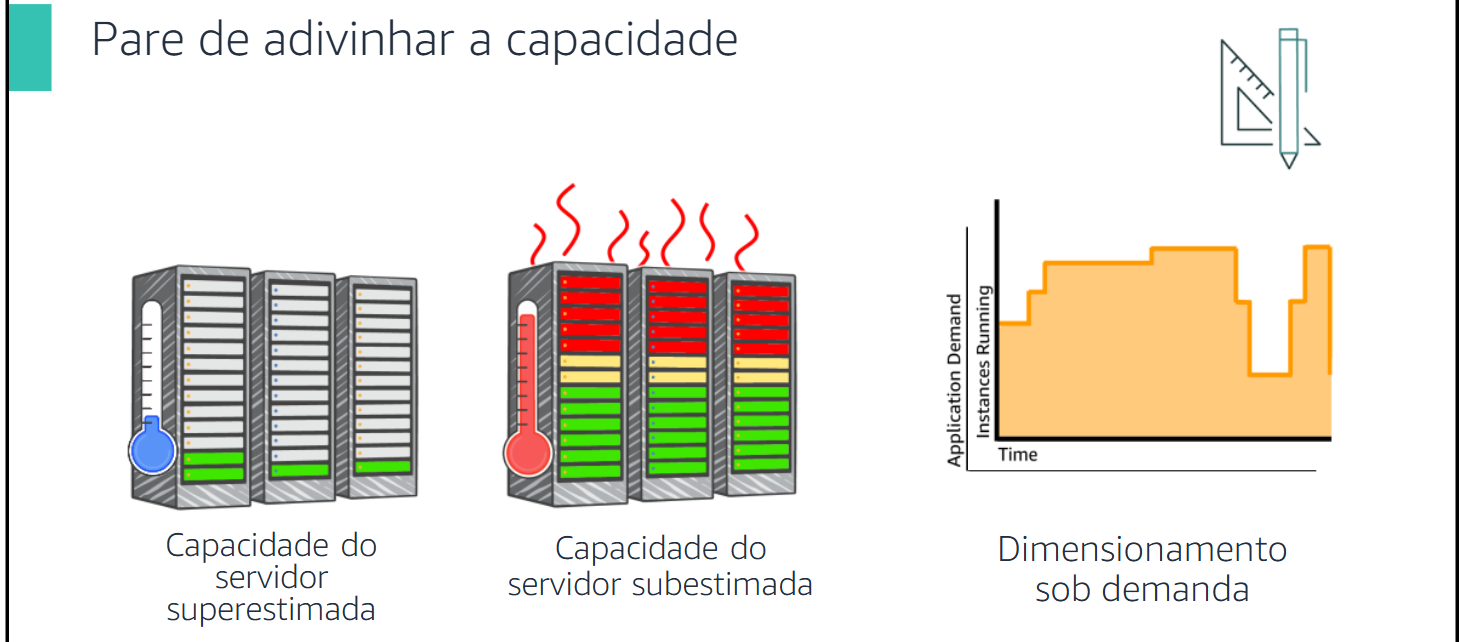 Pare de adivinhar a capacidade
Application Demand
Instances Running
Time
Capacidade do
servidor
superestimada
Capacidade do
servidor subestimada
Dimensionamento
sob demanda